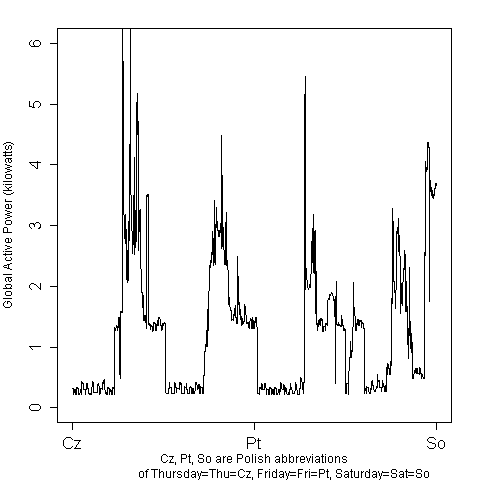 Global Active Power (kilowatts)
6
5
4
3
2
1
0
Cz Pt So
Cz, Pt, So are Polish abbreviations
of Thursday=Thu=Cz, Friday=Fri=Pt, Saturday=Sat=So